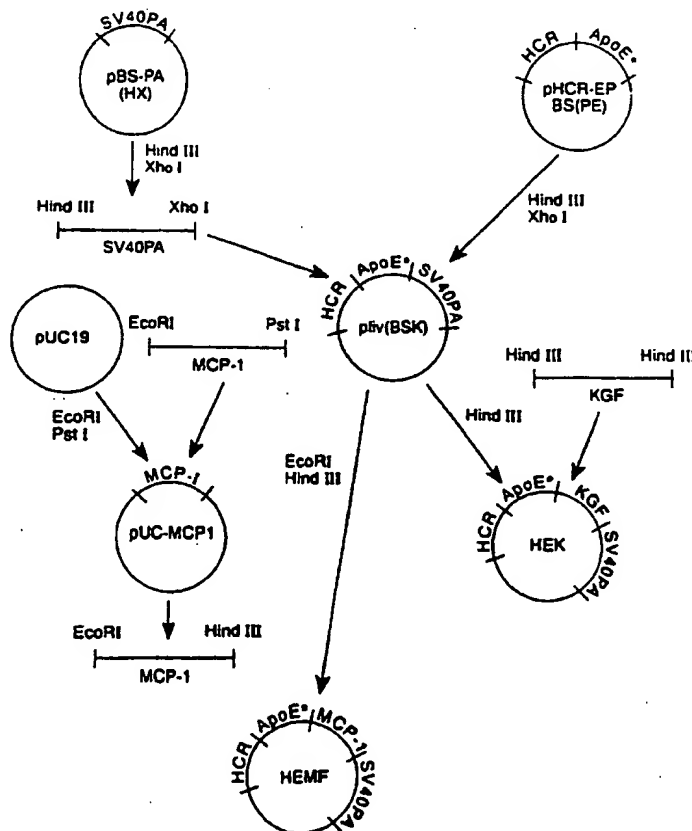 SV40PA
pBS-PA
(HX)
Hind III
Xho I
Hind III Xho I
SV40PA
HCR ApoE*
pHCR-EP
BS(PE)
Hind III
Xho I
HCR ApoE* SV40PA
pliv(BSK)
pUC19
EcoRI Pst I
MCP-1
EcoRI
Pst I
MCP-I
pUC-MCP1
EcoRI Hind III
MCP-1
EcoRI
Hind III
Hind III
Hind III Hind II
KGF
HCR ApoE* KGF SV40PA
HEK
HCR ApoE* MCP-1 SV40PA
HEMF